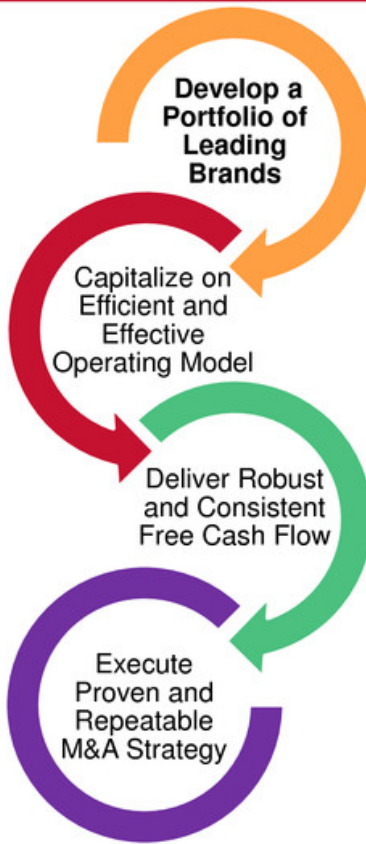 Develop a
Portfolio of
Leading
Brands
Capitalize on
Efficient and
Effective
Operating Model
Deliver Robust
and Consistent
Free Cash Flow
Execute
Proven and
Repeatable
M&A Strategy